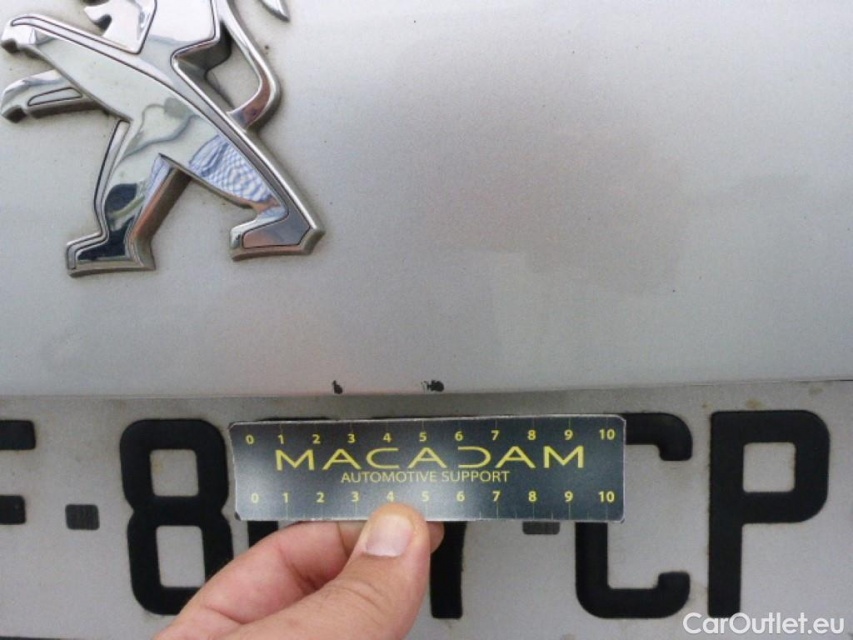 0 1 2 3 4 5 6 7 8 9 10
MACADAM
AUTOMOTIVE SUPPORT
0 1 2 3 4 5 6 7 8 9 10
-8
-CP
CarOutlet.eu